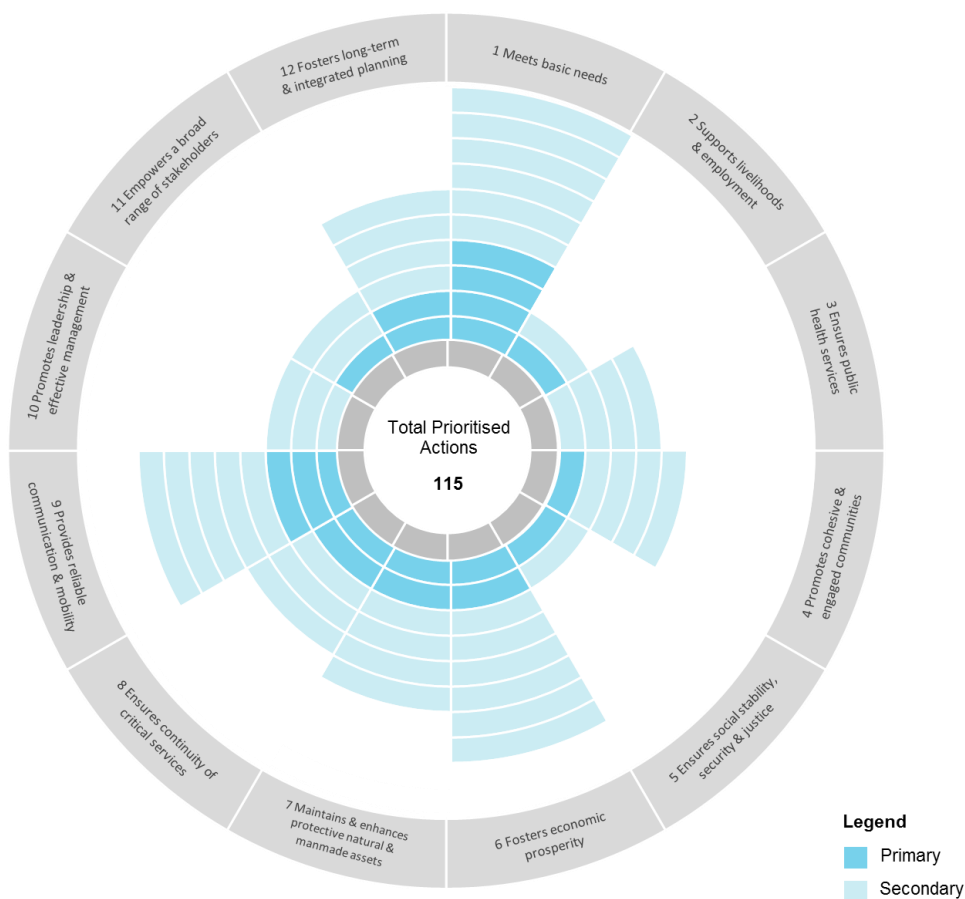 1 Meets basic needs
2 Supports livelihoods
& employment
3 Ensures public
health services
4 Promotes cohesive &
engaged communities
5 Ensures social stability,
security & justice
6 Fosters economic
prosperity
7 Maintains & enhances
protective natural &
manmade assets
8 Ensures continuity of
critical services
9 Provides reliable
communication & mobility
10 Promotes leadership &
effective management
11 Empowers a broad
range of stakeholders
12 Fosters long-term
& integrated planning
Total Prioritised
Actions
115
Legend
Primary
Secondary